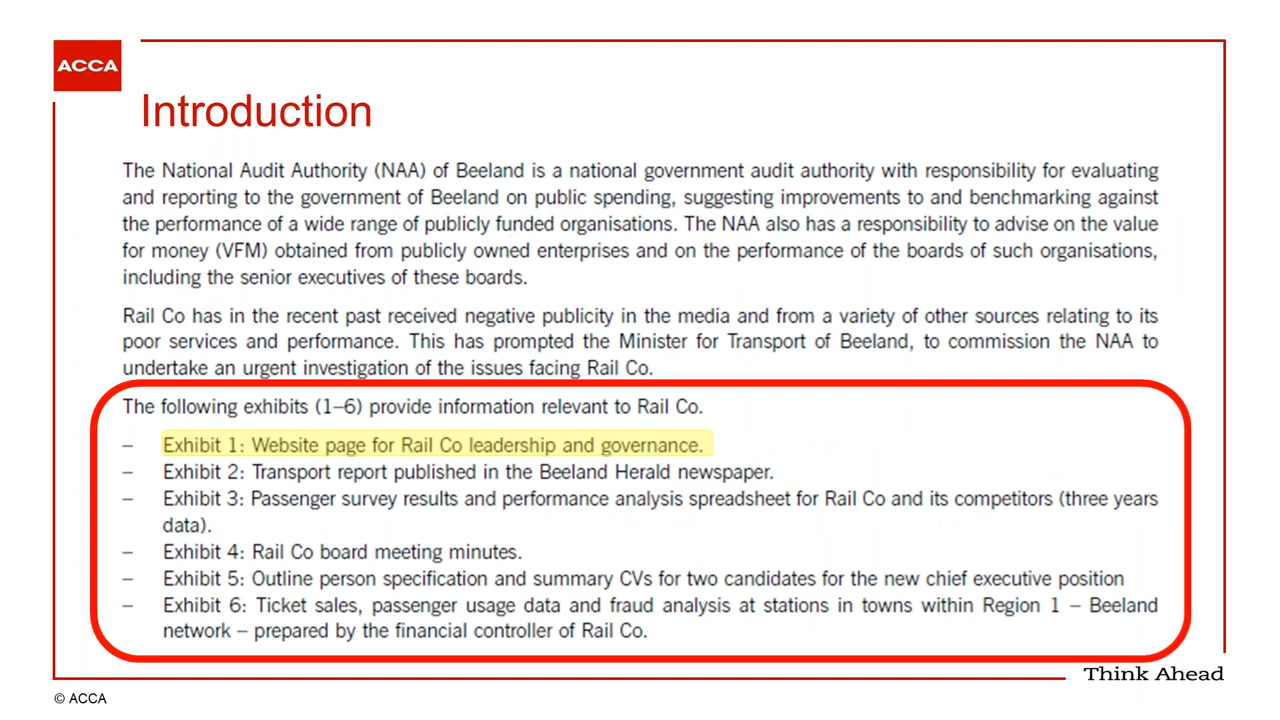 ACCA
Introduction
The National Audit Authority (NAA) of Beeland is a national government audit authority with responsibility for evaluating
and reporting to the government of Beeland on public spending, suggesting improvements to and benchmarking against
the performance of a wide range of publicly funded organisations. The NAA also has a responsibility to advise on the value
for money (VFM) obtained from publicly owned enterprises and on the performance of the boards of such organisations,
including the senior executives of these boards.
Rail Co has in the recent past received negative publicity in the media and from a variety of other sources relating to its
poor services and performance. This has prompted the Minister for Transport of Beeland, to commission the NAA to
undertake an urgent investigation of the issues facing Rail Co.
The following exhibits (1–6) provide information relevant to Rail Co.
– Exhibit 1: Website page for Rail Co leadership and governance.
– Exhibit 2: Transport report published in the Beeland Herald newspaper.
– Exhibit 3: Passenger survey results and performance analysis spreadsheet for Rail Co and its competitors (three years
data).
– Exhibit 4: Rail Co board meeting minutes.
– Exhibit 5: Outline person specification and summary CVs for two candidates for the new chief executive position
– Exhibit 6: Ticket sales, passenger usage data and fraud analysis at stations in towns within Region 1 – Beeland
network – prepared by the financial controller of Rail Co.
Think Ahead
© ACCA